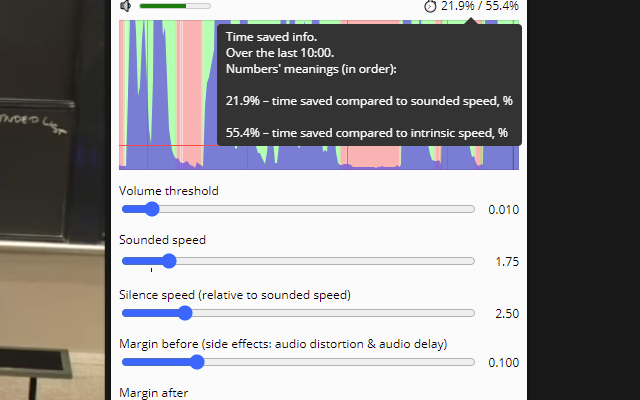 21.9% / 55.4%
Time saved info.
Over the last 10:00.
Numbers' meanings (in order):
21.9% – time saved compared to sounded speed, %
55.4% – time saved compared to intrinsic speed, %
Volume threshold
0.010
Sounded speed
1.75
Silence speed (relative to sounded speed)
2.50
Margin before (side effects: audio distortion & audio delay)
0.100
Margin after